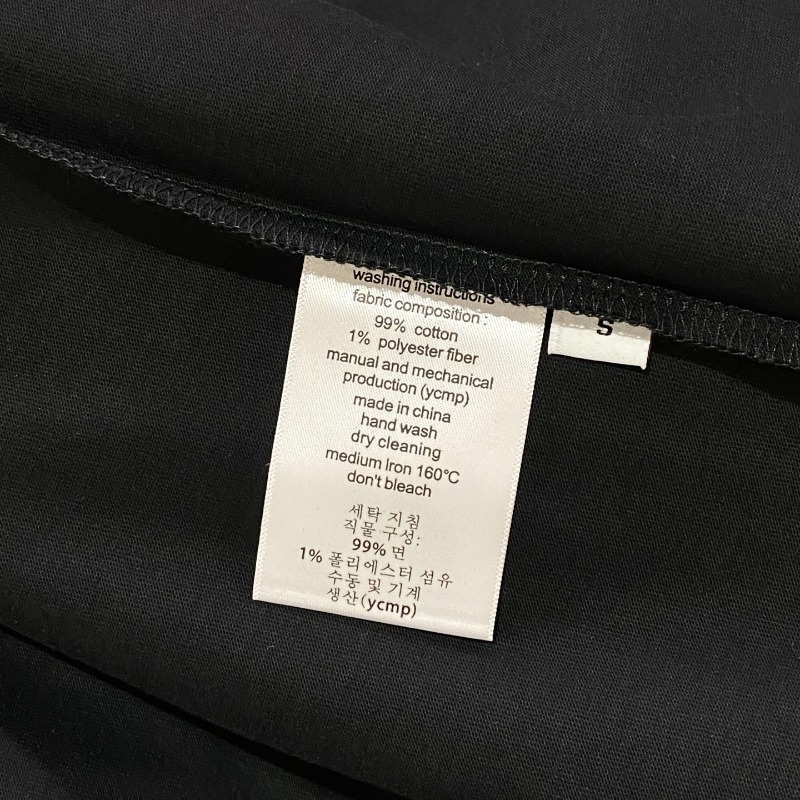 washing instructions
fabric composition :
99% cotton
1% polyester fiber
manual and mechanical
production (ycmp)
made in china
hand wash
dry cleaning
medium Iron 160°C
don't bleach
세탁 지침
직물 구성:
99% 면
1% 폴리에스터 섬유
수동 및 기계
생산(ycmp)
S